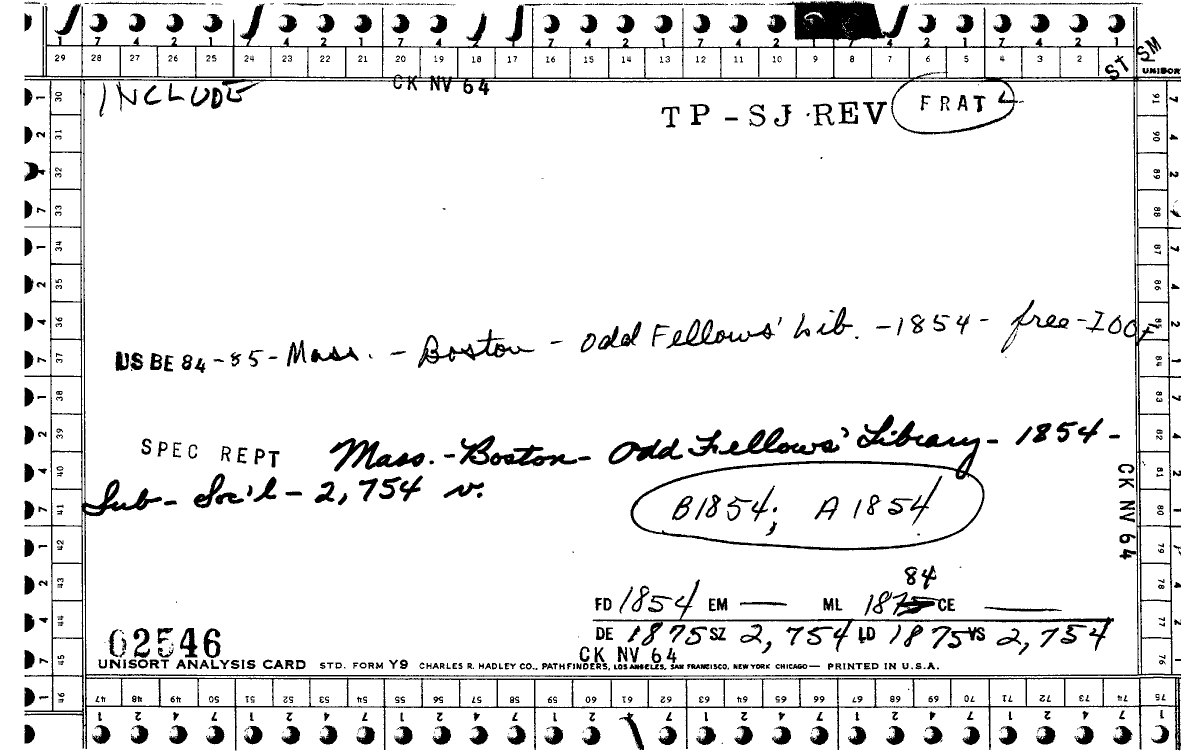 7 4 2 1 7 4 2 1 7 4 2 1 7 4 2 1 7 4 2 1 7 4 2 1
29 28 27 26 25 24 23 22 21 20 19 18 17 16 15 14 13 12 11 10 9 8 7 6 5 4 3 2 1
SM
ST
UNISORT
INCLUDE
CK NV 64
TP-SJ REV
FRAT
30 31 32 33 34 35 36 37 38 39 40 41 42 43 44 45 46
91 90 89 88 87 86 85 84 83 82 81 80 79 78 77 76 75
US BE 84-85 - Mass. - Boston - Odd Fellows' Lib. - 1854 - free - IOOF
SPEC REPT Mass. - Boston - Odd Fellows' Library - 1854 -
Sub - Soc'l - 2,754 v.
B1854; A 1854
CK NV 64
84
FD 1854 EM — ML 1875 CE —
DE 1875 SZ 2,754 LD 1875 VS 2,754
02546
CK NV 64
UNISORT ANALYSIS CARD STD. FORM Y9 CHARLES R. HADLEY CO., PATHFINDERS, LOS ANGELES, SAN FRANCISCO, NEW YORK CHICAGO — PRINTED IN U.S.A.
47 48 49 50 51 52 53 54 55 56 57 58 59 60 61 62 63 64 65 66 67 68 69 70 71 72 73 74